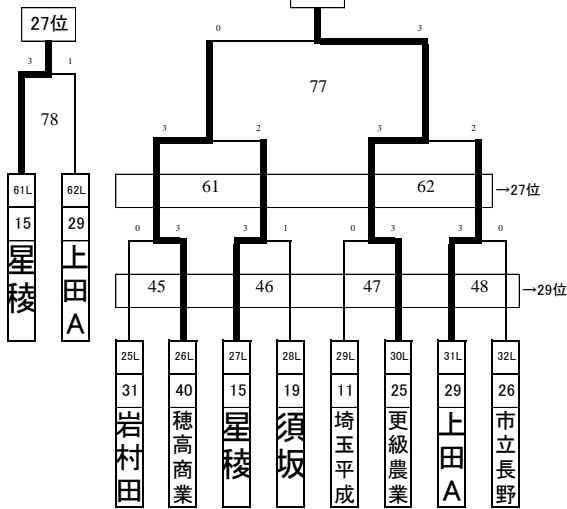 27位
0
3
3
1
77
78
3
2
3
2
61L
62L
61
62
→27位
15
29
星稜
上田A
0
3
3
1
0
3
3
0
45
46
47
48
→29位
25L
26L
27L
28L
29L
30L
31L
32L
31
40
15
19
11
25
29
26
岩村田
穂高商業
星稜
須坂
埼玉平成
更級農業
上田A
市立長野